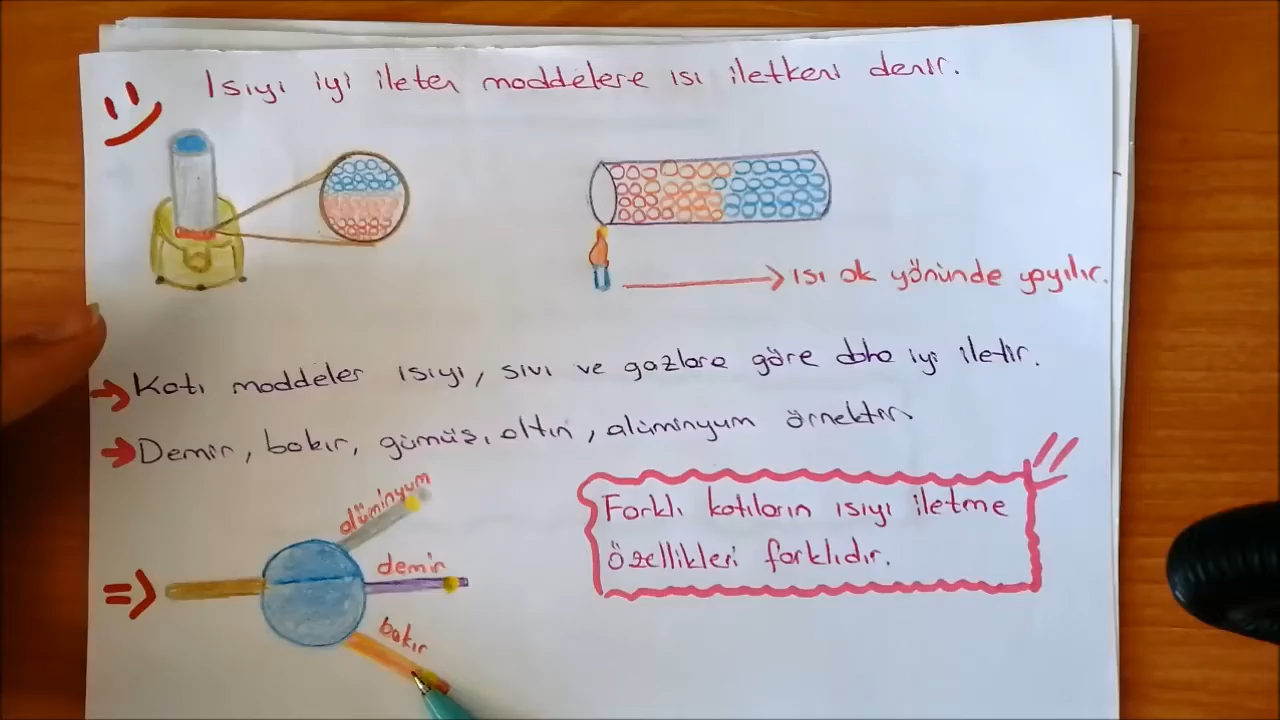 Isıyı iyi ileten maddelere ısı iletkeni denir.
ısı ok yönünde yayılır.
Katı maddeler ısıyı, sıvı ve gazlara göre daha iyi iletir.
Demir, bakır, gümüş, altın, alüminyum örnektir.
alüminyum
demir
bakır
Farklı katıların ısıyı iletme
özellikleri farklıdır.